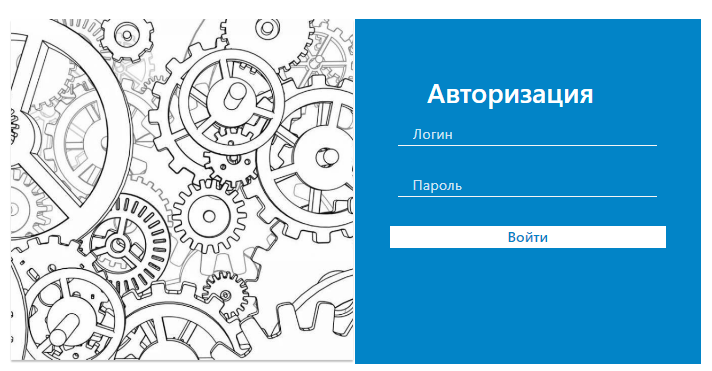 Авторизация
Логин
Пароль
Войти